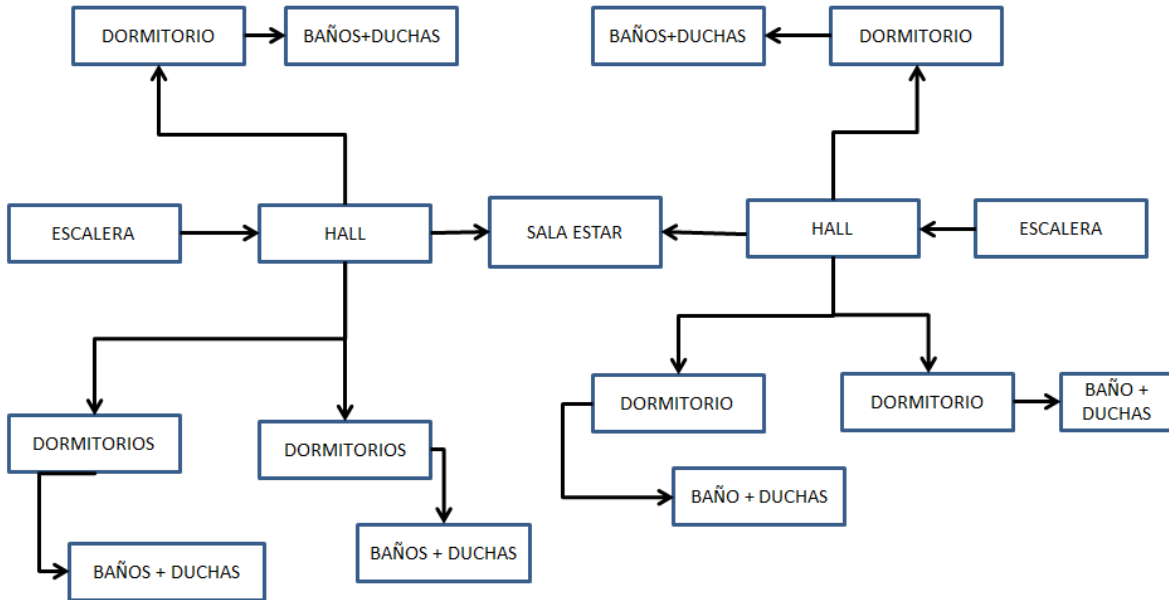 DORMITORIO
BAÑOS+DUCHAS
BAÑOS+DUCHAS
DORMITORIO
ESCALERA
HALL
SALA ESTAR
HALL
ESCALERA
DORMITORIOS
DORMITORIOS
DORMITORIO
DORMITORIO
BAÑO +
DUCHAS
BAÑOS + DUCHAS
BAÑOS + DUCHAS
BAÑO + DUCHAS